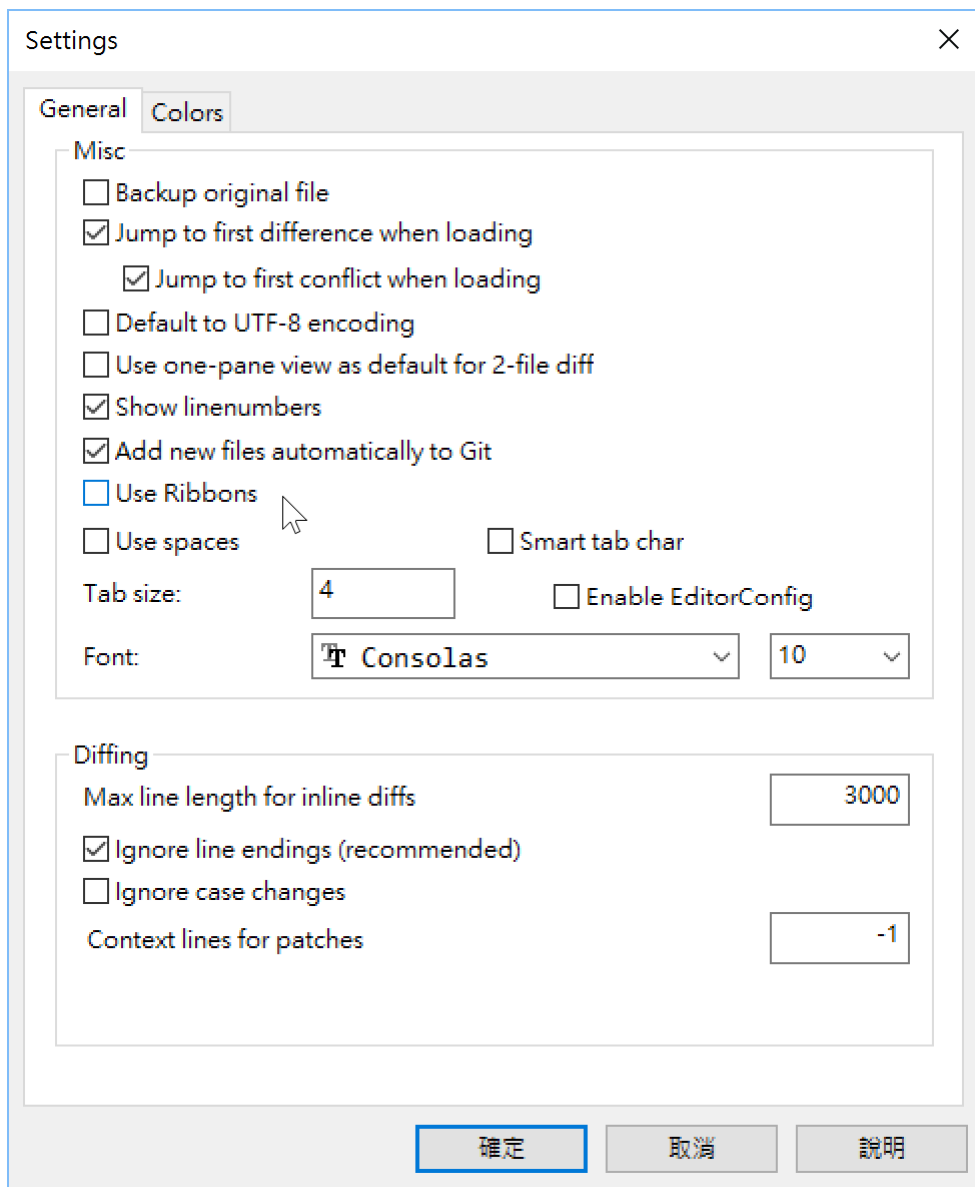 Settings
General Colors
Misc
Backup original file
Jump to first difference when loading
Jump to first conflict when loading
Default to UTF-8 encoding
Use one-pane view as default for 2-file diff
Show linenumbers
Add new files automatically to Git
Use Ribbons
Use spaces Smart tab char
Tab size: 4 Enable EditorConfig
Font: Consolas 10
Diffing
Max line length for inline diffs 3000
Ignore line endings (recommended)
Ignore case changes
Context lines for patches -1
確定 取消 說明